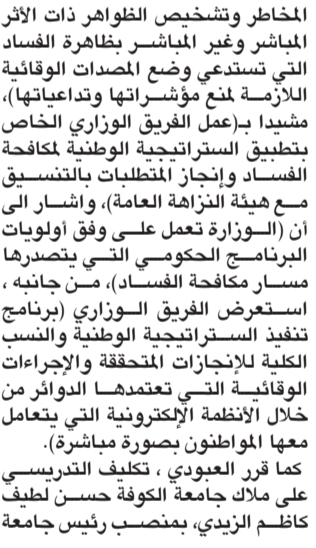 المخاطر وتشخيص الظواهر ذات الأثر
المباشر وغير المباشر بظاهرة الفساد
التي تستدعي وضع المصدات الوقائية
اللازمة لمنع مؤشراتها وتداعياتها)،
مشيدا بـ(عمل الفريق الوزاري الخاص
بتطبيق الستراتيجية الوطنية لمكافحة
الفساد وإنجاز المتطلبات بالتنسيق
مع هيئة النزاهة العامة)، واشار الى
أن (الوزارة تعمل على وفق أولويات
البرنامج الحكومي التي يتصدرها
مسار مكافحة الفساد)، من جانبه ،
استعرض الفريق الوزاري (برنامج
تنفيذ الستراتيجية الوطنية والنسب
الكلية للإنجازات المتحققة والإجراءات
الوقائية التي تعتمدها الدوائر من
خلال الأنظمة الإلكترونية التي يتعامل
معها المواطنون بصورة مباشرة).
كما قرر العبودي ، تكليف التدريسي
على ملاك جامعة الكوفة حسن لطيف
كاظم الزيدي، بمنصب رئيس جامعة